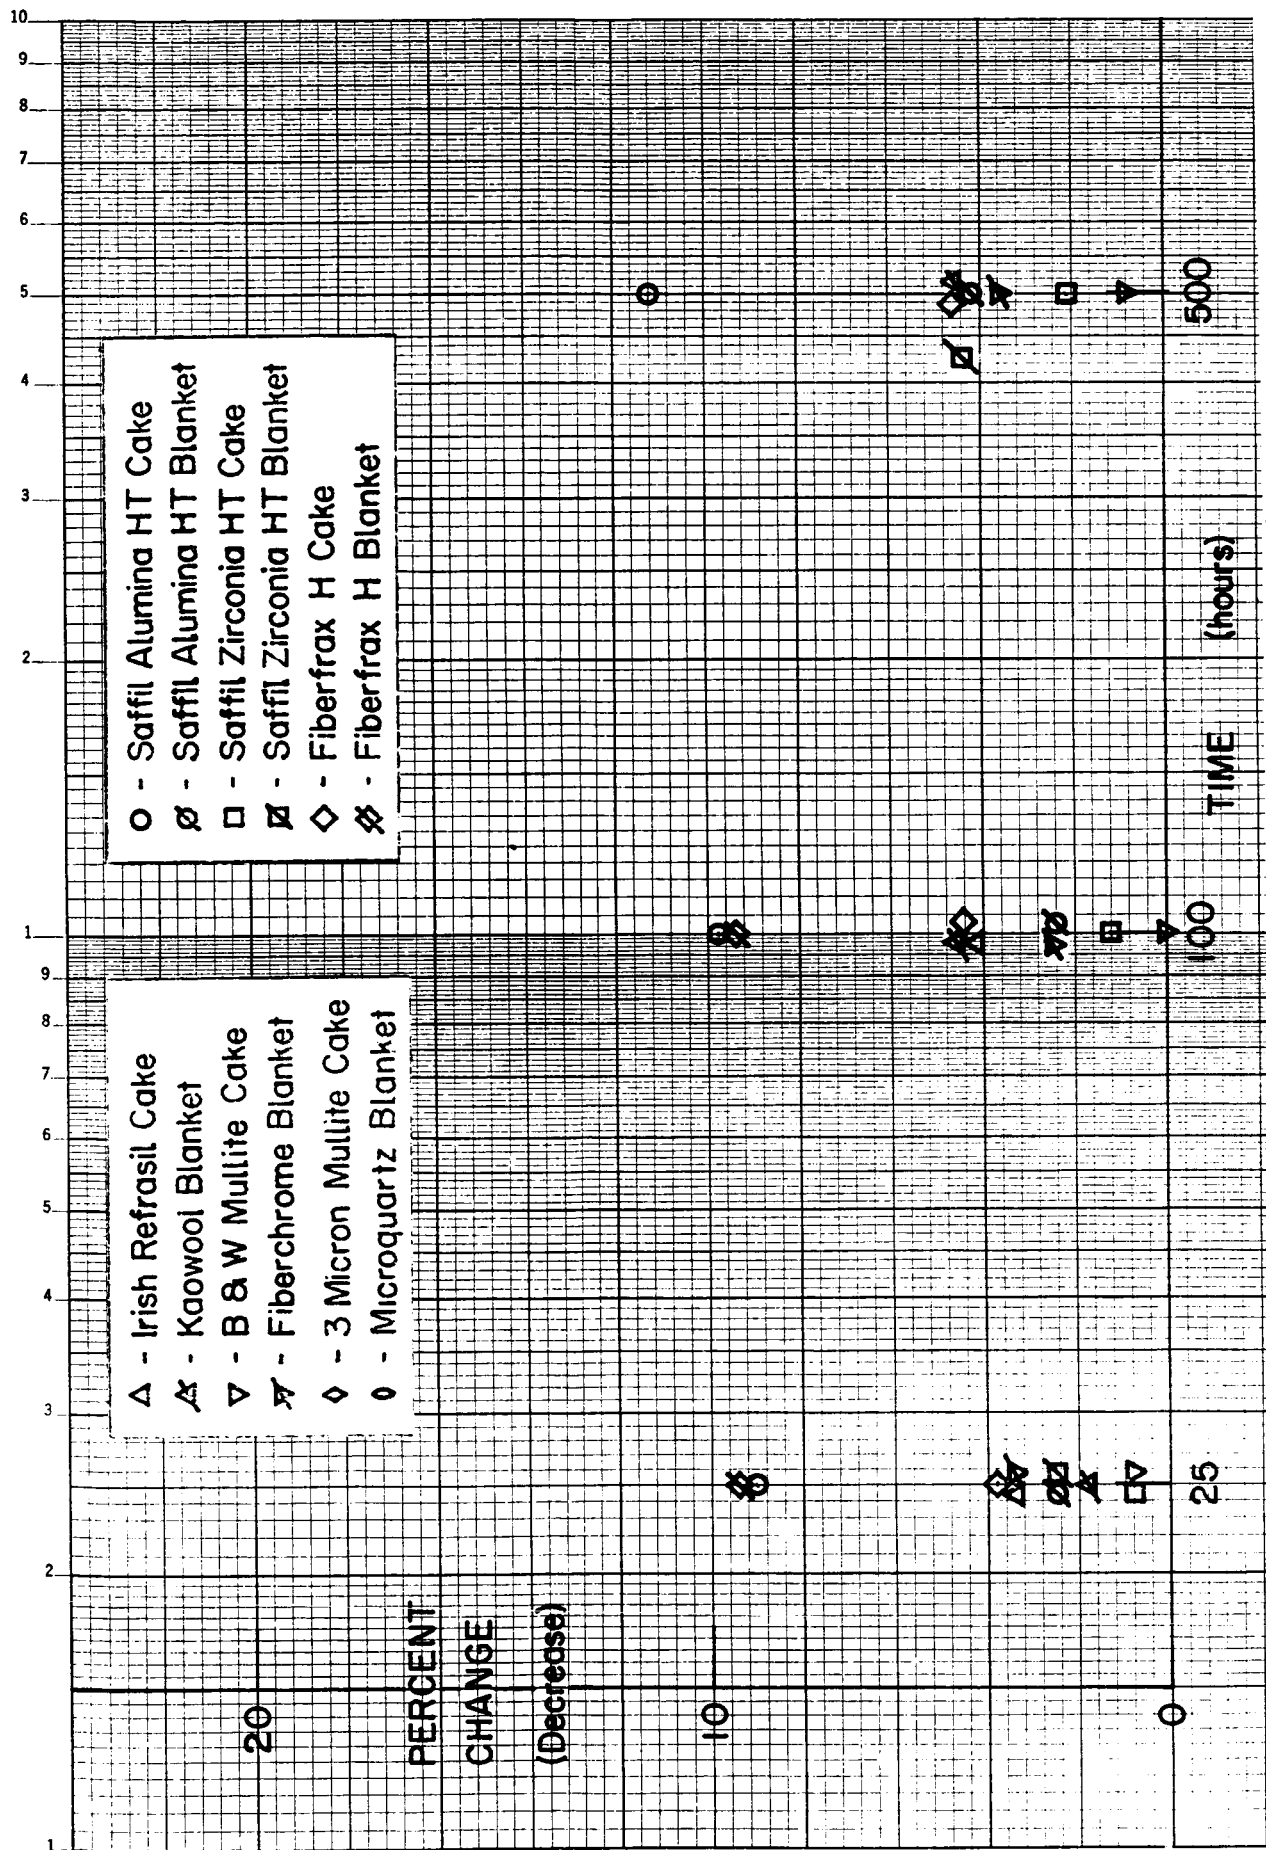 10
9
8
7
6
5
4
3
2
1
9
8
7
6
5
4
3
2
1
20
PERCENT
CHANGE
(Decrease)
10
0
Irish Refrasil Cake
Kaowool Blanket
B & W Mullite Cake
Fiberchrome Blanket
3 Micron Mullite Cake
Microquartz Blanket
Saffil Alumina HT Cake
Saffil Alumina HT Blanket
Saffil Zirconia HT Cake
Saffil Zirconia HT Blanket
Fiberfrax H Cake
Fiberfrax H Blanket
25
100
500
TIME (hours)